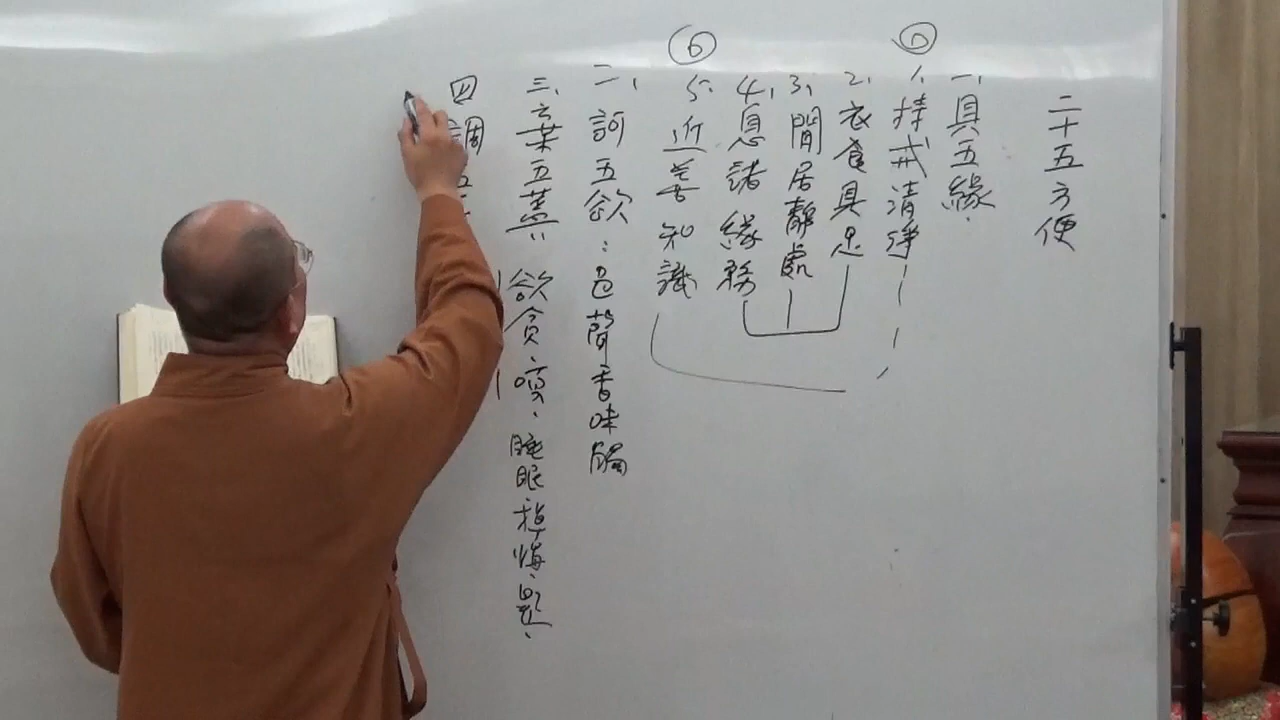 二十五方便
一、具五緣.
1、持戒清淨
2、衣食具足
3、閒居靜處
4、息諸緣務
5、近善知識
二、訶五欲：色聲香味觸
三、棄五蓋：欲貪、瞋、睡眠、掉悔、疑.
四 調五